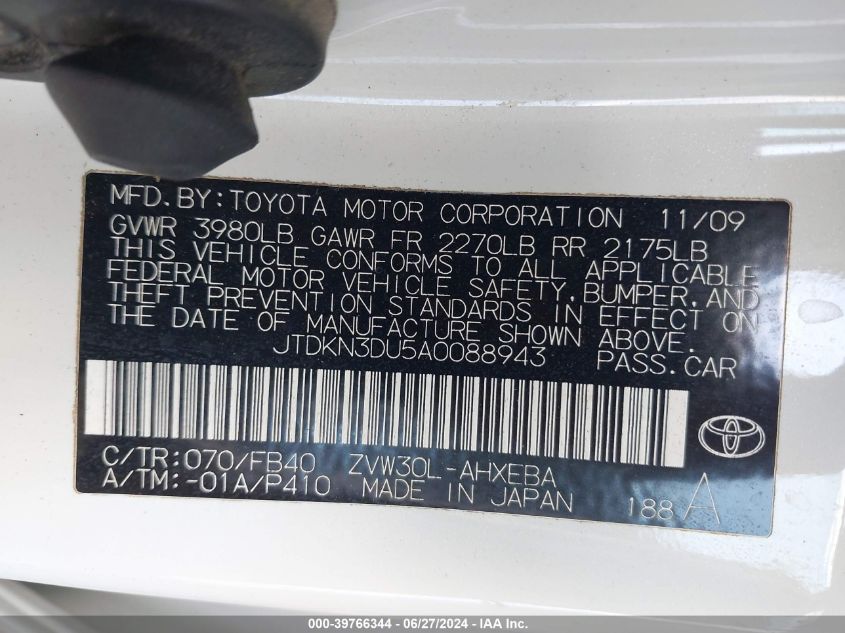 MFD.BY:TOYOTA MOTOR CORPORATION 11/09
GVWR 3980LB GAWR FR 2270LB RR 2175LB
THIS VEHICLE CONFORMS TO ALL APPLICABLE
FEDERAL MOTOR VEHICLE SAFETY,BUMPER,AND
THEFT PREVENTION STANDARDS IN EFFECT ON
THE DATE OF MANUFACTURE SHOWN ABOVE.
JTDKN3DU5A0088943 PASS.CAR
C/TR:070/FB40 ZVW30L-AHXEBA
A/TM:-01A/P410 MADE IN JAPAN 188 A
000-39766344 - 06/27/2024 - IAA Inc.